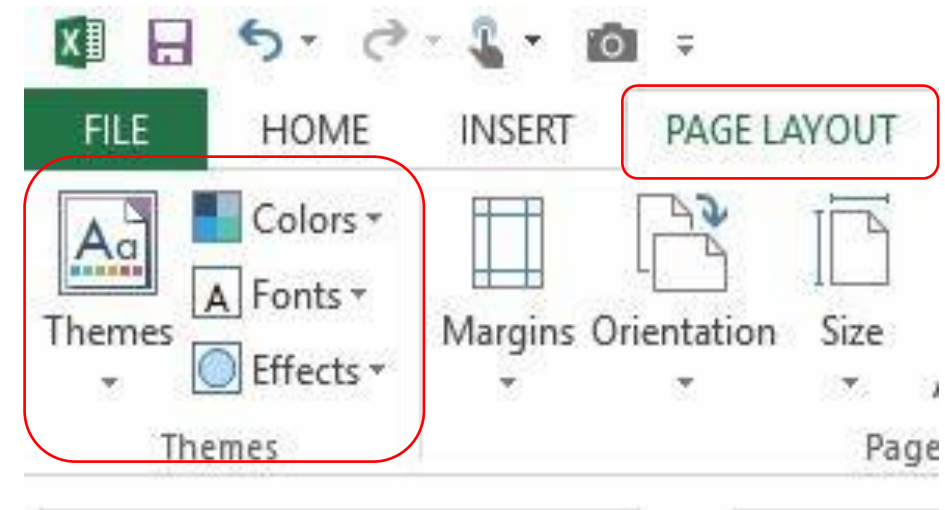 FILE HOME INSERT PAGE LAYOUT
Colors
Fonts
Themes Margins Orientation Size
Effects
Themes Page